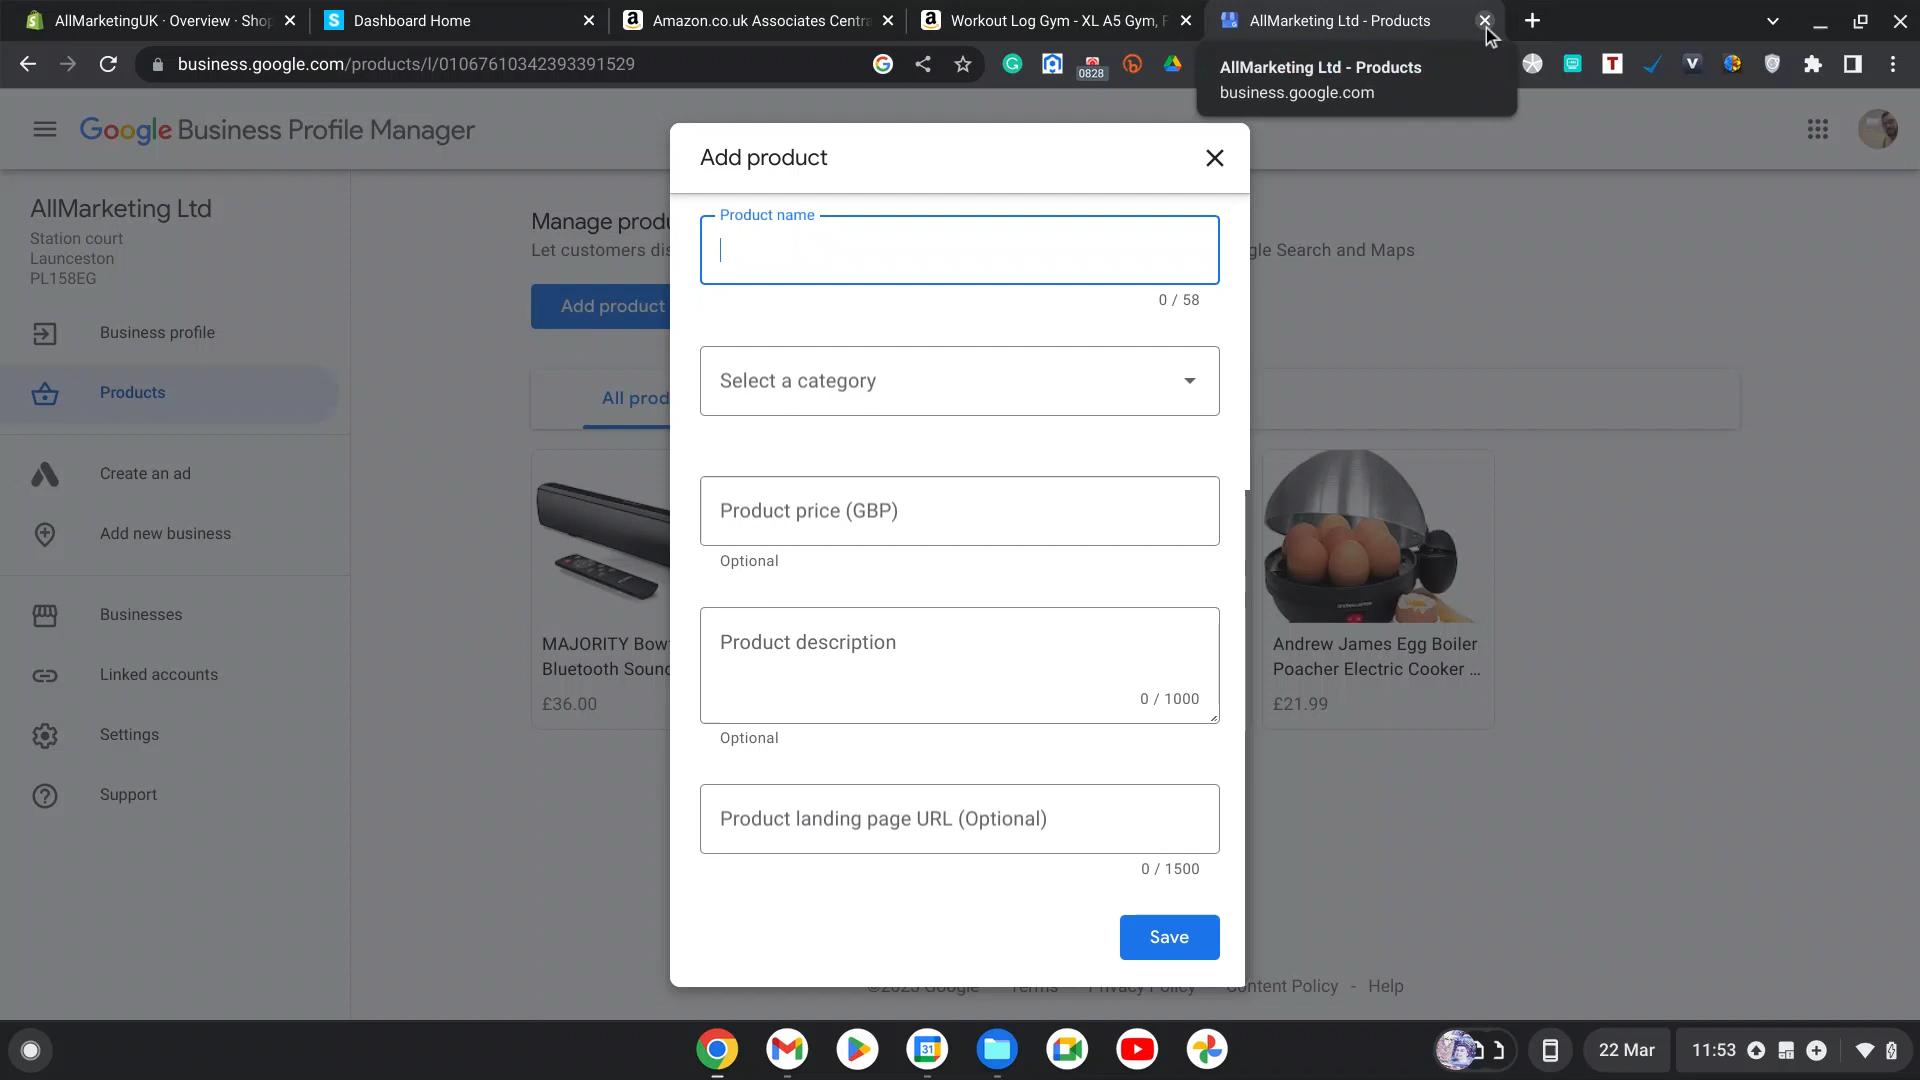 AllMarketingUK · Overview · Shop
Dashboard Home
Amazon.co.uk Associates Centra
Workout Log Gym - XL A5 Gym, F
AllMarketing Ltd - Products
business.google.com/products/l/01067610342393391529
0828
AllMarketing Ltd - Products
business.google.com
Google Business Profile Manager
AllMarketing Ltd
Station court
Launceston
PL158EG
Business profile
Products
Create an ad
Add new business
Businesses
Linked accounts
Settings
Support
Manage produ
Let customers dis
gle Search and Maps
Add product
All prod
MAJORITY Bow
Bluetooth Sound
£36.00
Andrew James Egg Boiler
Poacher Electric Cooker ...
£21.99
Add product
Product name
0 / 58
Select a category
Product price (GBP)
Optional
Product description
0 / 1000
Optional
Product landing page URL (Optional)
0 / 1500
Save
©2023 Google Terms Privacy Policy Content Policy - Help
31
22 Mar
11:53